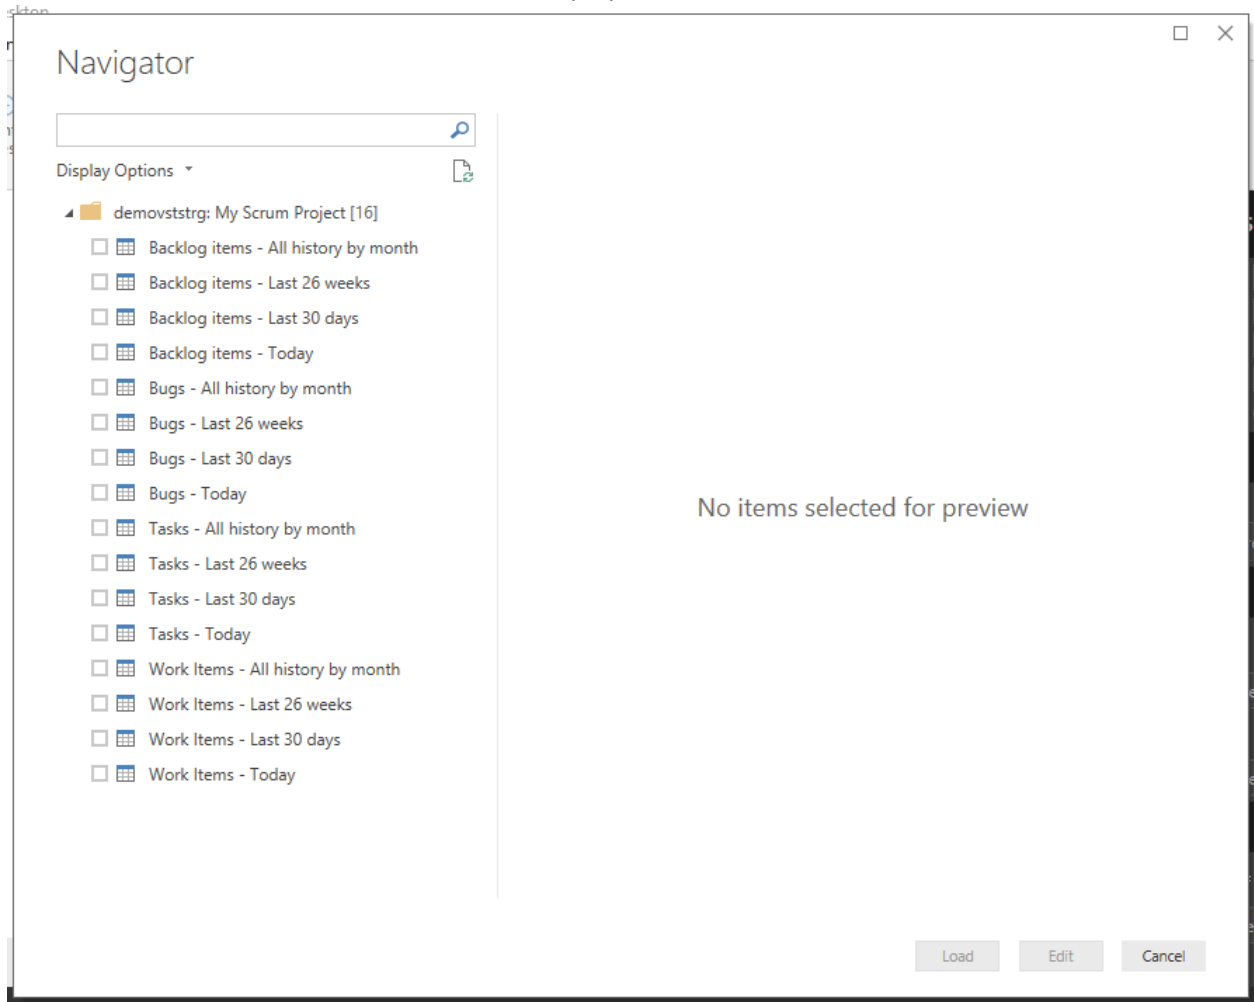 Navigator
Display Options
demovststrg: My Scrum Project [16]
Backlog items - All history by month
Backlog items - Last 26 weeks
Backlog items - Last 30 days
Backlog items - Today
Bugs - All history by month
Bugs - Last 26 weeks
Bugs - Last 30 days
Bugs - Today
Tasks - All history by month
Tasks - Last 26 weeks
Tasks - Last 30 days
Tasks - Today
Work Items - All history by month
Work Items - Last 26 weeks
Work Items - Last 30 days
Work Items - Today
No items selected for preview
Load Edit Cancel